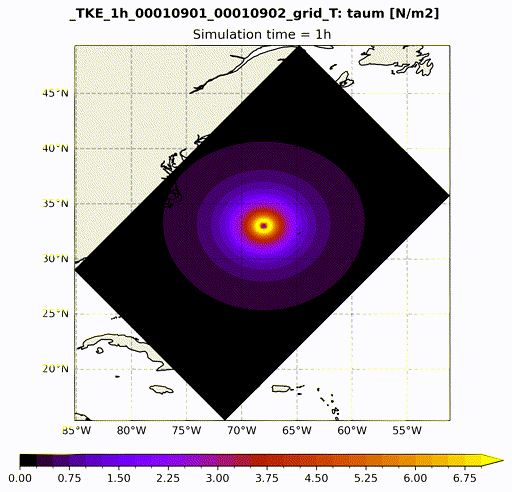 _TKE_1h_00010901_00010902_grid_T: taum [N/m2]
Simulation time = 1h
45°N
40°N
35°N
30°N
25°N
20°N
85°W 80°W 75°W 70°W 65°W 60°W 55°W
0.00 0.75 1.50 2.25 3.00 3.75 4.50 5.25 6.00 6.75